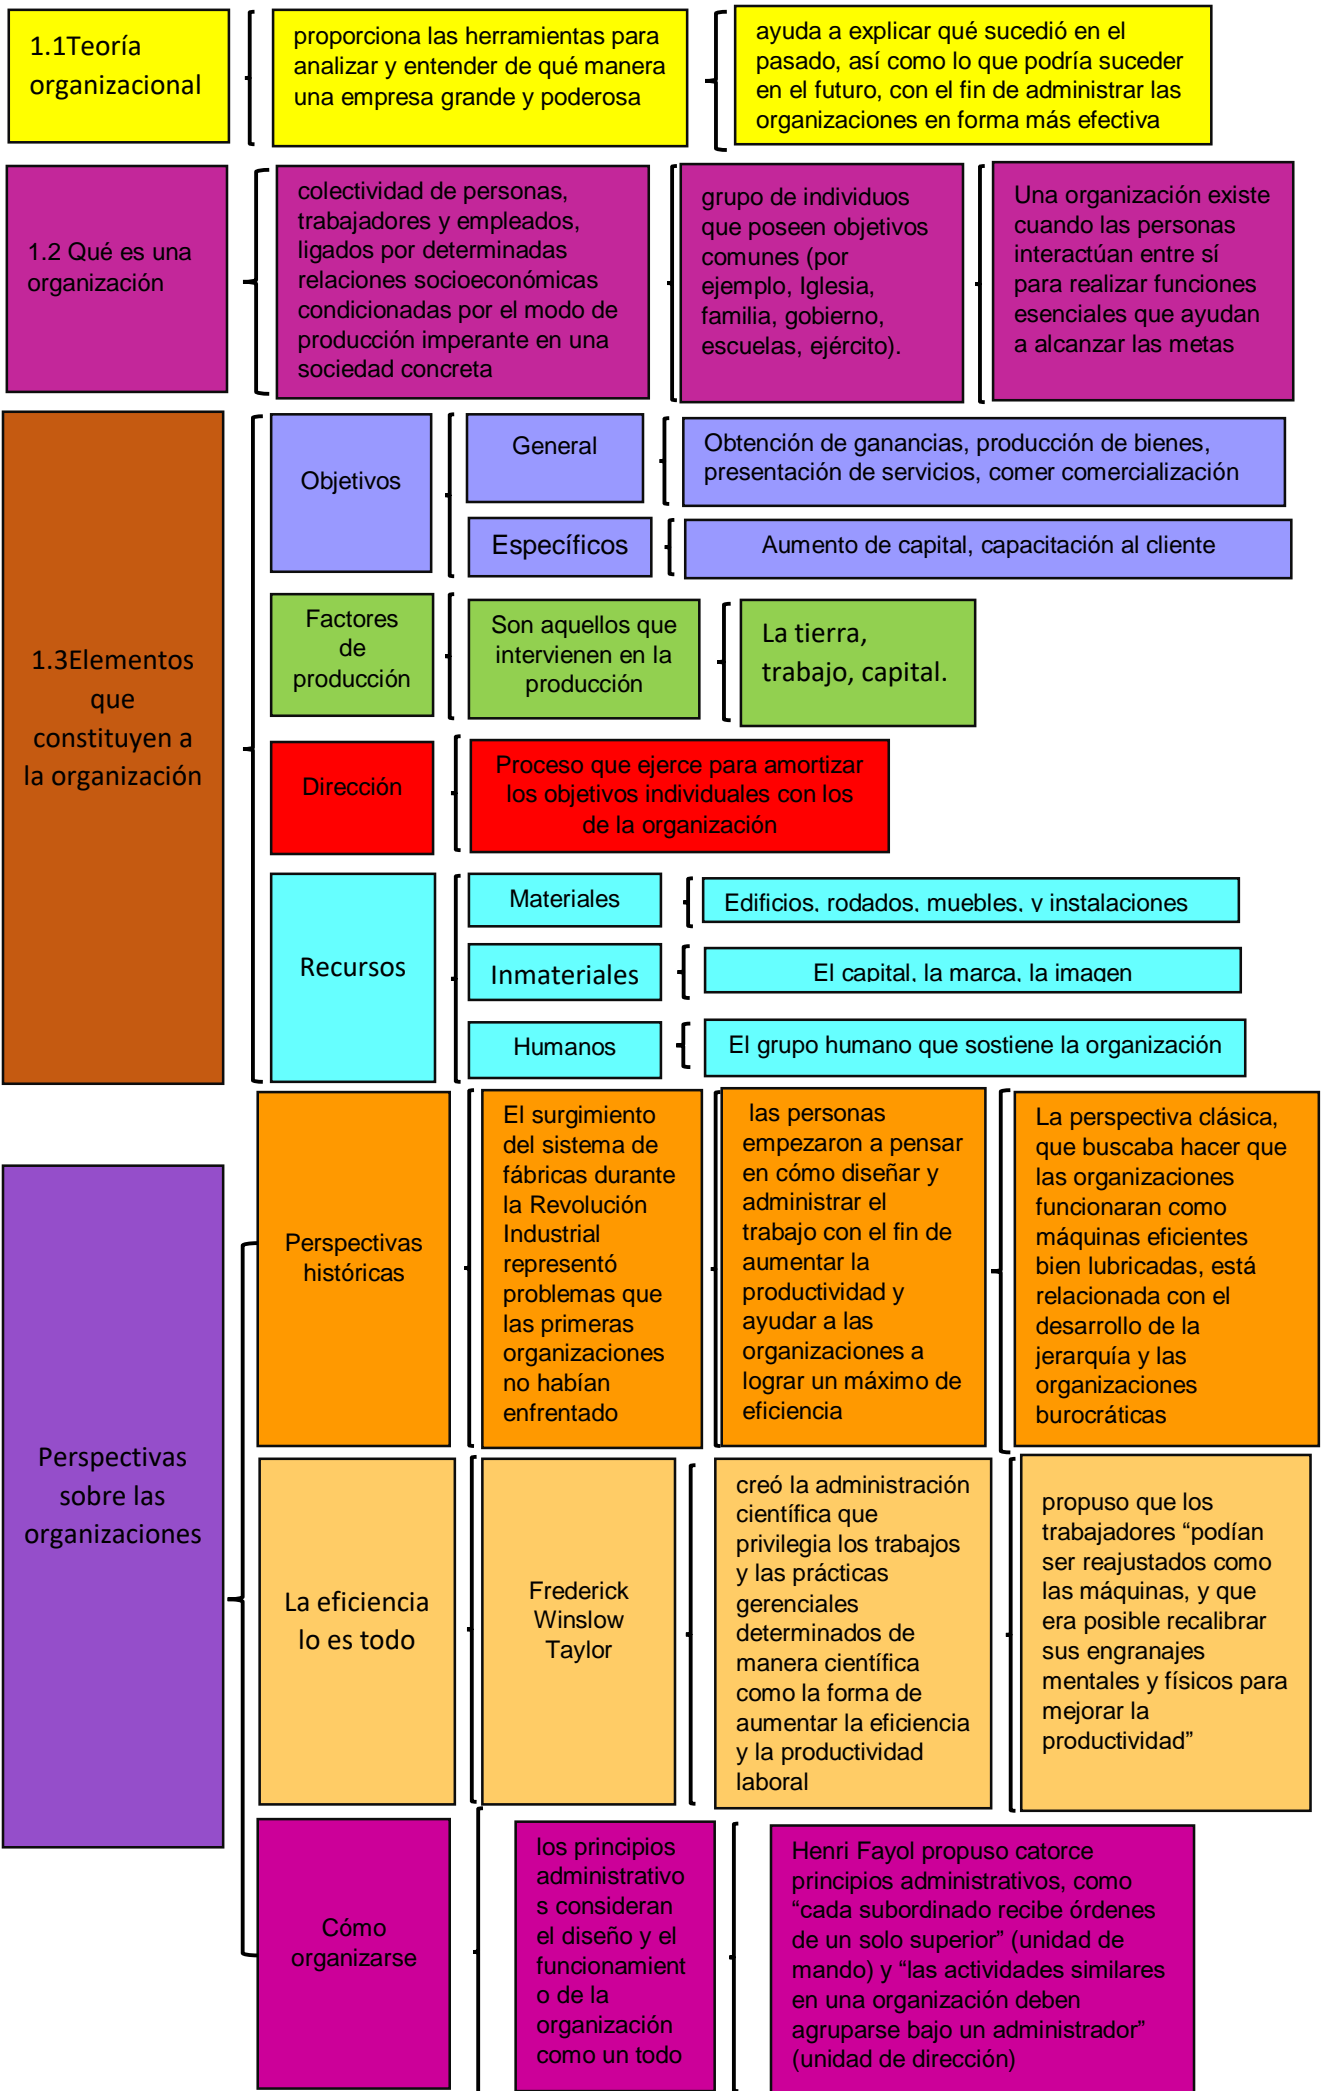 1.1Teoría
organizacional
proporciona las herramientas para
analizar y entender de qué manera
una empresa grande y poderosa
ayuda a explicar qué sucedió en el
pasado, así como lo que podría suceder
en el futuro, con el fin de administrar las
organizaciones en forma más efectiva
1.2 Qué es una
organización
colectividad de personas,
trabajadores y empleados,
ligados por determinadas
relaciones socioeconómicas
condicionadas por el modo de
producción imperante en una
sociedad concreta
grupo de individuos
que poseen objetivos
comunes (por
ejemplo, Iglesia,
familia, gobierno,
escuelas, ejército).
Una organización existe
cuando las personas
interactúan entre sí
para realizar funciones
esenciales que ayudan
a alcanzar las metas
1.3Elementos
que
constituyen a
la organización
Objetivos
General
Obtención de ganancias, producción de bienes,
presentación de servicios, comer comercialización
Específicos
Aumento de capital, capacitación al cliente
Factores
de
producción
Son aquellos que
intervienen en la
producción
La tierra,
trabajo, capital.
Dirección
Proceso que ejerce para amortizar
los objetivos individuales con los
de la organización
Recursos
Materiales
Edificios, rodados, muebles, y instalaciones
Inmateriales
El capital, la marca, la imagen
Humanos
El grupo humano que sostiene la organización
Perspectivas
sobre las
organizaciones
Perspectivas
históricas
El surgimiento
del sistema de
fábricas durante
la Revolución
Industrial
representó
problemas que
las primeras
organizaciones
no habían
enfrentado
las personas
empezaron a pensar
en cómo diseñar y
administrar el
trabajo con el fin de
aumentar la
productividad y
ayudar a las
organizaciones a
lograr un máximo de
eficiencia
La perspectiva clásica,
que buscaba hacer que
las organizaciones
funcionaran como
máquinas eficientes
bien lubricadas, está
relacionada con el
desarrollo de la
jerarquía y las
organizaciones
burocráticas
La eficiencia
lo es todo
Frederick
Winslow
Taylor
creó la administración
científica que
privilegia los trabajos
y las prácticas
gerenciales
determinados de
manera científica
como la forma de
aumentar la eficiencia
y la productividad
laboral
propuso que los
trabajadores “podían
ser reajustados como
las máquinas, y que
era posible recalibrar
sus engranajes
mentales y físicos para
mejorar la
productividad”
Cómo
organizarse
los principios
administrativo
s consideran
el diseño y el
funcionamient
o de la
organización
como un todo
Henri Fayol propuso catorce
principios administrativos, como
“cada subordinado recibe órdenes
de un solo superior” (unidad de
mando) y “las actividades similares
en una organización deben
agruparse bajo un administrador”
(unidad de dirección)